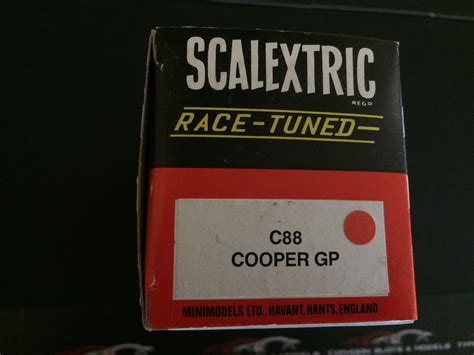 SCALEXTRIC
REGD
RACE-TUNED
C88
COOPER GP
MINIMODELS LTD., HAVANT, HANTS, ENGLAND